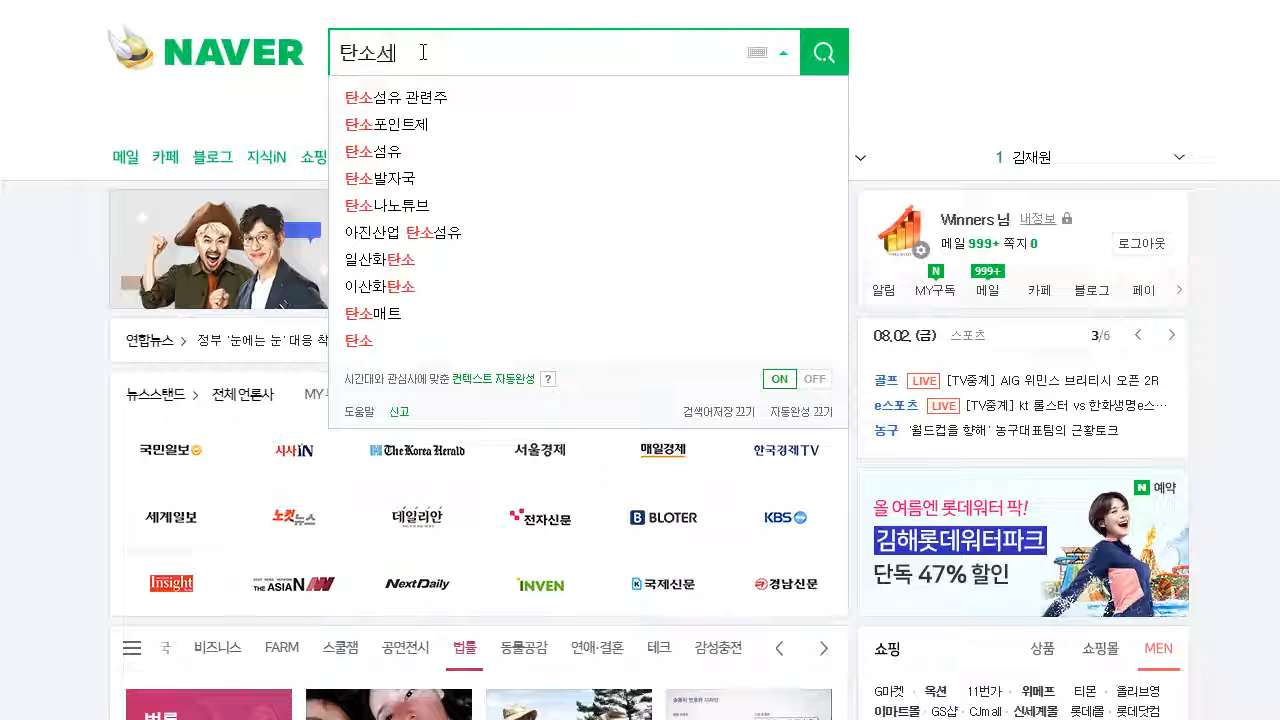 NAVER
탄소세
탄소섬유 관련주
탄소포인트제
탄소섬유
탄소발자국
탄소나노튜브
아진산업 탄소섬유
일산화탄소
이산화탄소
탄소매트
탄소
시간대와 관심사에 맞춘 컨텍스트 자동완성 ?
ON OFF
도움말 신고 검색어저장 끄기 자동완성 끄기
메일 카페 블로그 지식iN 쇼핑
1 김재원
Winners 님 내정보
메일 999+ 쪽지 0
로그아웃
N 999+
알림 MY구독 메일 카페 블로그 페이
연합뉴스 정부 '눈에는 눈' 대응 착
08.02. (금) 스포츠 3/6
뉴스스탠드 전체 언론사 MY
골프 LIVE [TV중계] AIG 위민스 브리티시 오픈 2R
e스포츠 LIVE [TV중계] kt 롤스터 vs 한화생명e스…
농구 '월드컵을 향해' 농구대표팀의 근황토크
국민일보 시사IN The Korea Herald 서울경제 매일경제 한국경제TV
세계일보 노컷뉴스 데일리안 전자신문 BLOTER KBS
Insight THE ASIAN NextDaily INVEN 국제신문 경남신문
N 예약
올 여름엔 롯데워터 팍!
김해롯데워터파크
단독 47% 할인
국 비즈니스 FARM 스쿨잼 공연전시 법률 동물공감 연애·결혼 테크 감성충전
쇼핑 상품 쇼핑몰 MEN
G마켓 · 옥션 11번가 · 위메프 티몬 · 롭비오영
이마트몰 · GS샵 · CJmall · 신세계몰 롯데홈 · 롯데닷컴
법률